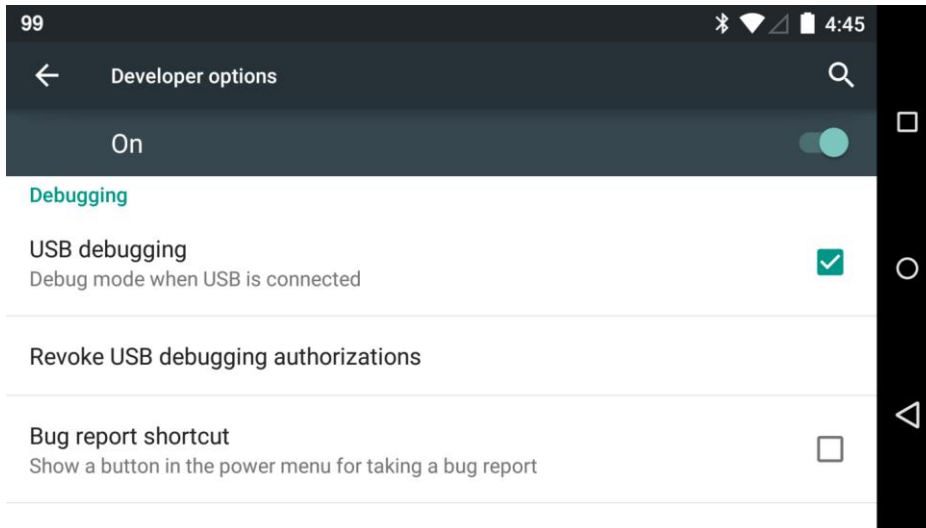 99
4:45
Developer options
On
Debugging
USB debugging
Debug mode when USB is connected
Revoke USB debugging authorizations
Bug report shortcut
Show a button in the power menu for taking a bug report